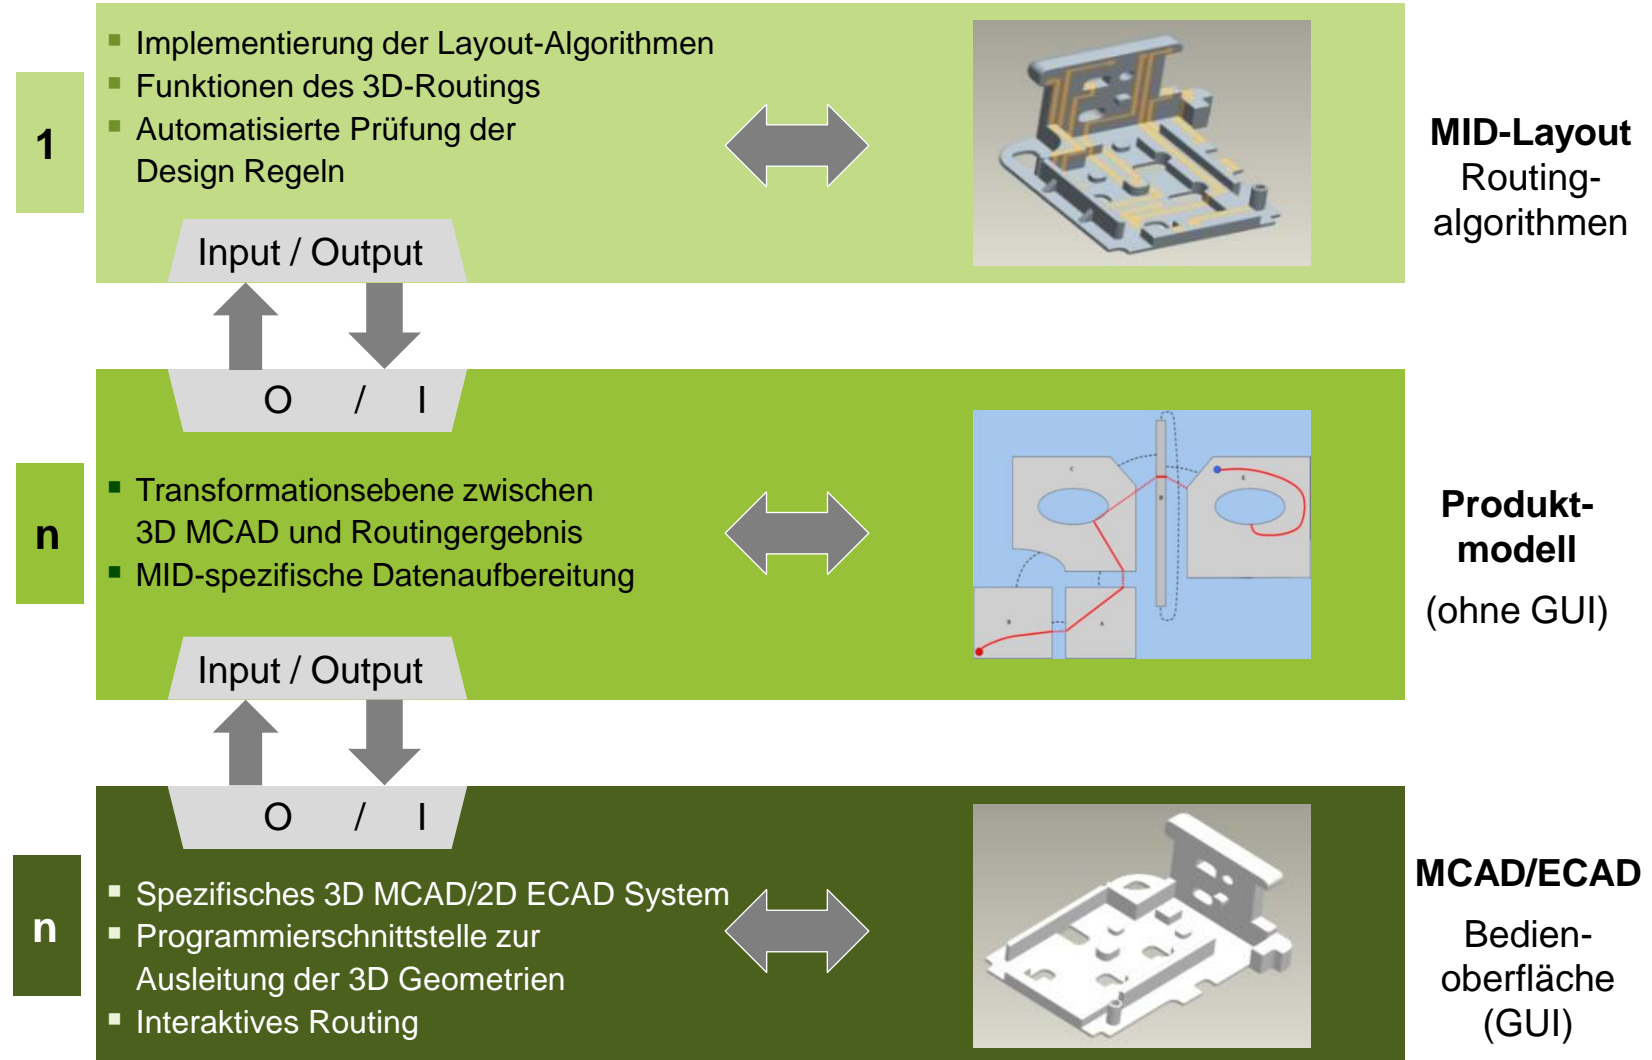 1
Implementierung der Layout-Algorithmen
Funktionen des 3D-Routings
Automatisierte Prüfung der
Design Regeln
Input / Output
MID-Layout
Routing-
algorithmen
O / I
n
Transformationsebene zwischen
3D MCAD und Routingergebnis
MID-spezifische Datenaufbereitung
Input / Output
C
D
E
B
A
Produkt-
modell
(ohne GUI)
O / I
n
Spezifisches 3D MCAD/2D ECAD System
Programmierschnittstelle zur
Ausleitung der 3D Geometrien
Interaktives Routing
MCAD/ECAD
Bedien-
oberfläche
(GUI)